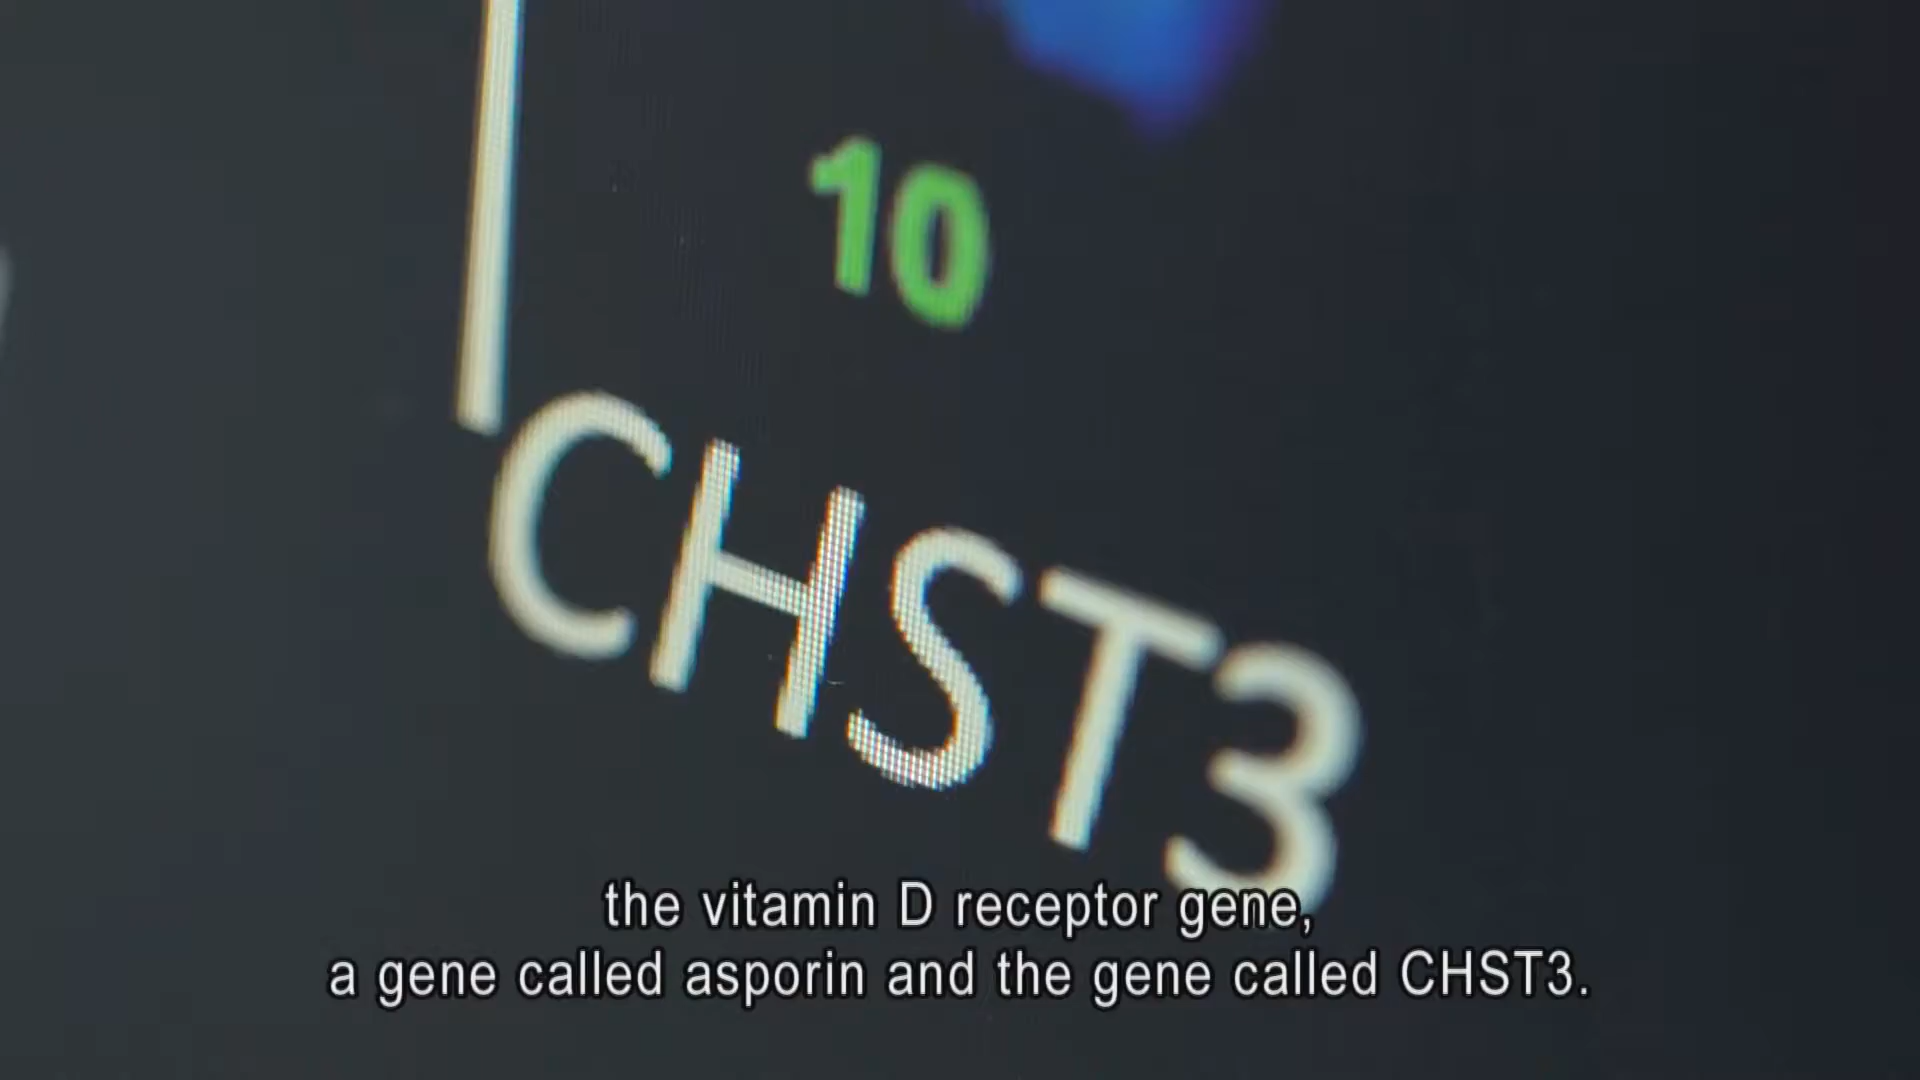 10
CHST3
the vitamin D receptor gene,
a gene called asporin and the gene called CHST3.